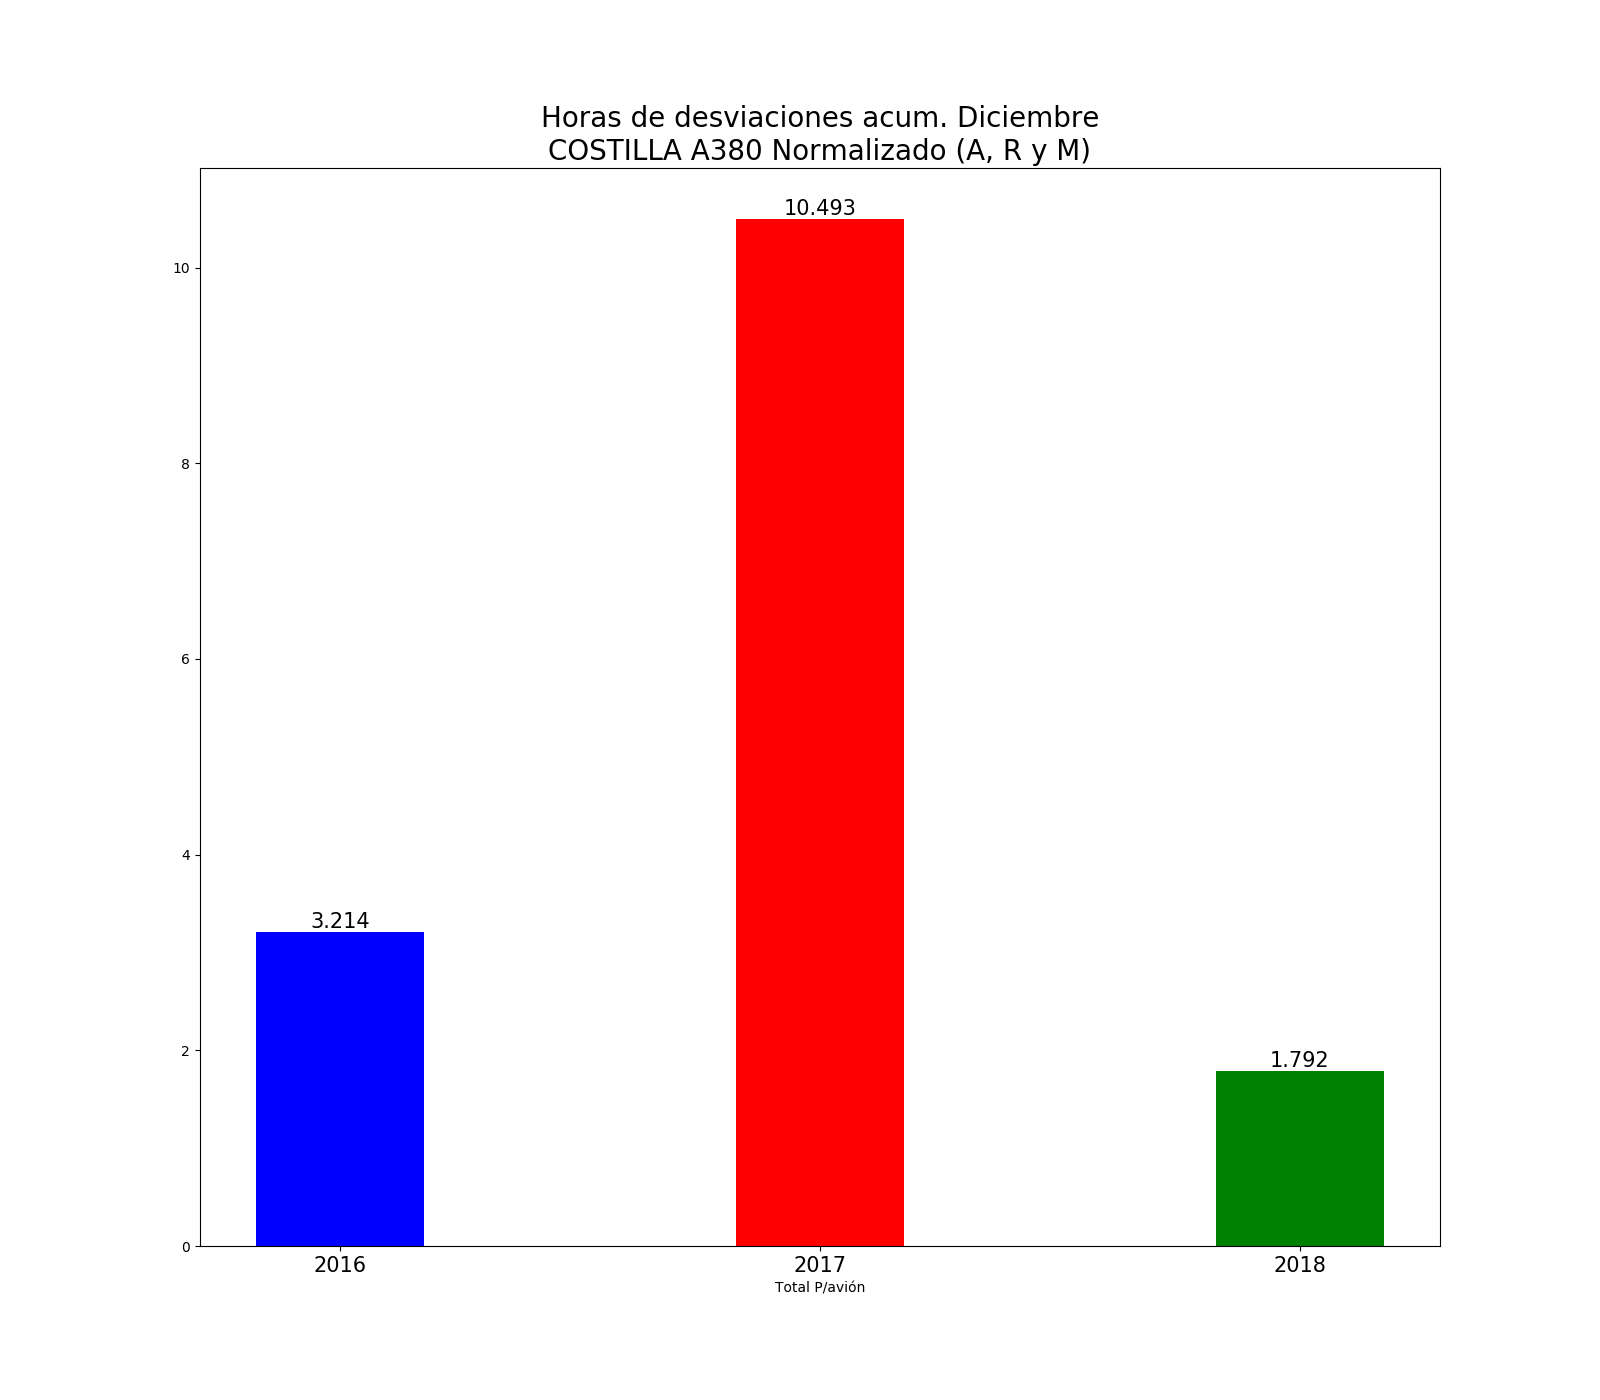 Horas de desviaciones acum. Diciembre
COSTILLA A380 Normalizado (A, R y M)
10.493
10
8
6
4
3.214
2
1.792
0
2016 2017 2018
Total P/avión